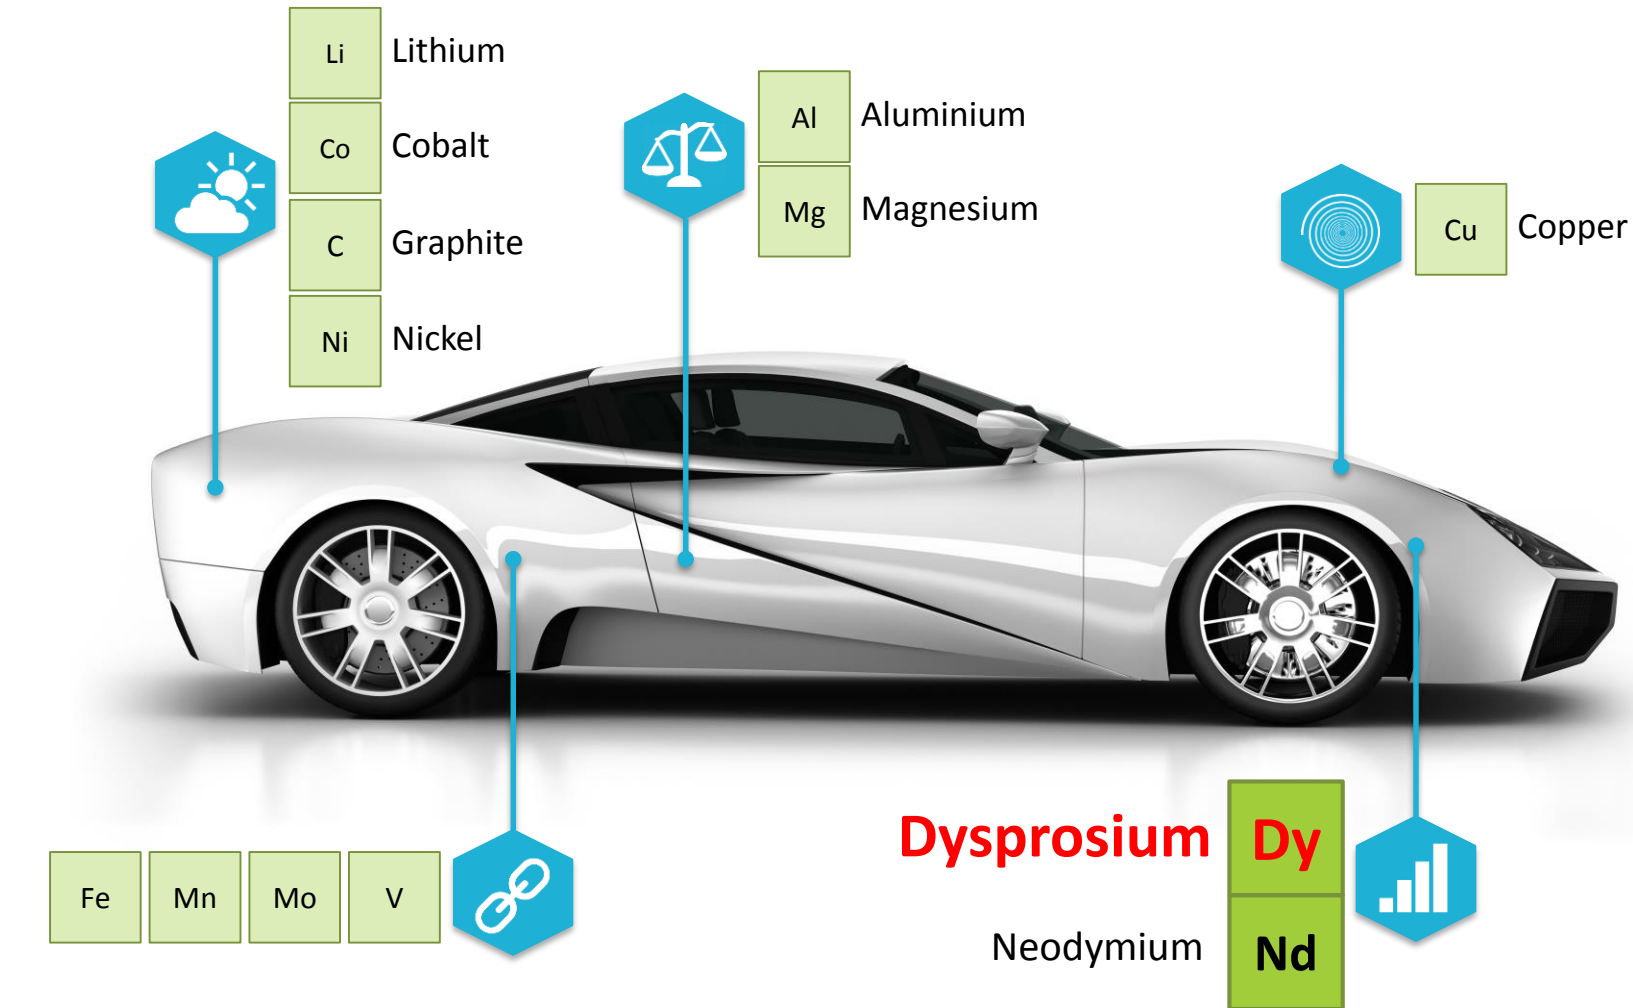 Li Lithium
Co Cobalt
C Graphite
Ni Nickel
Al Aluminium
Mg Magnesium
Cu Copper
Fe Mn Mo V
Dysprosium Dy
Neodymium Nd